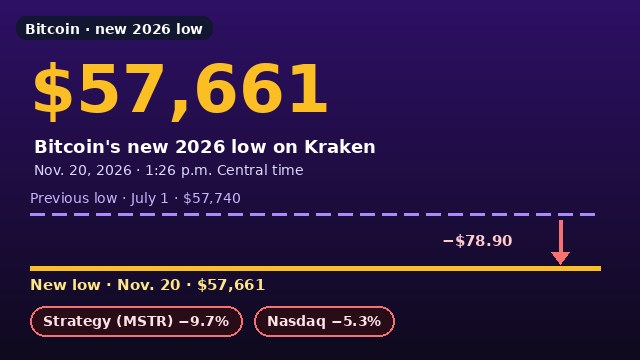 Bitcoin · new 2026 low
$57,661
Bitcoin's new 2026 low on Kraken
Nov. 20, 2026 · 1:26 p.m. Central time
Previous low · July 1 · $57,740
−$78.90
New low · Nov. 20 · $57,661
Strategy (MSTR) −9.7%
Nasdaq −5.3%